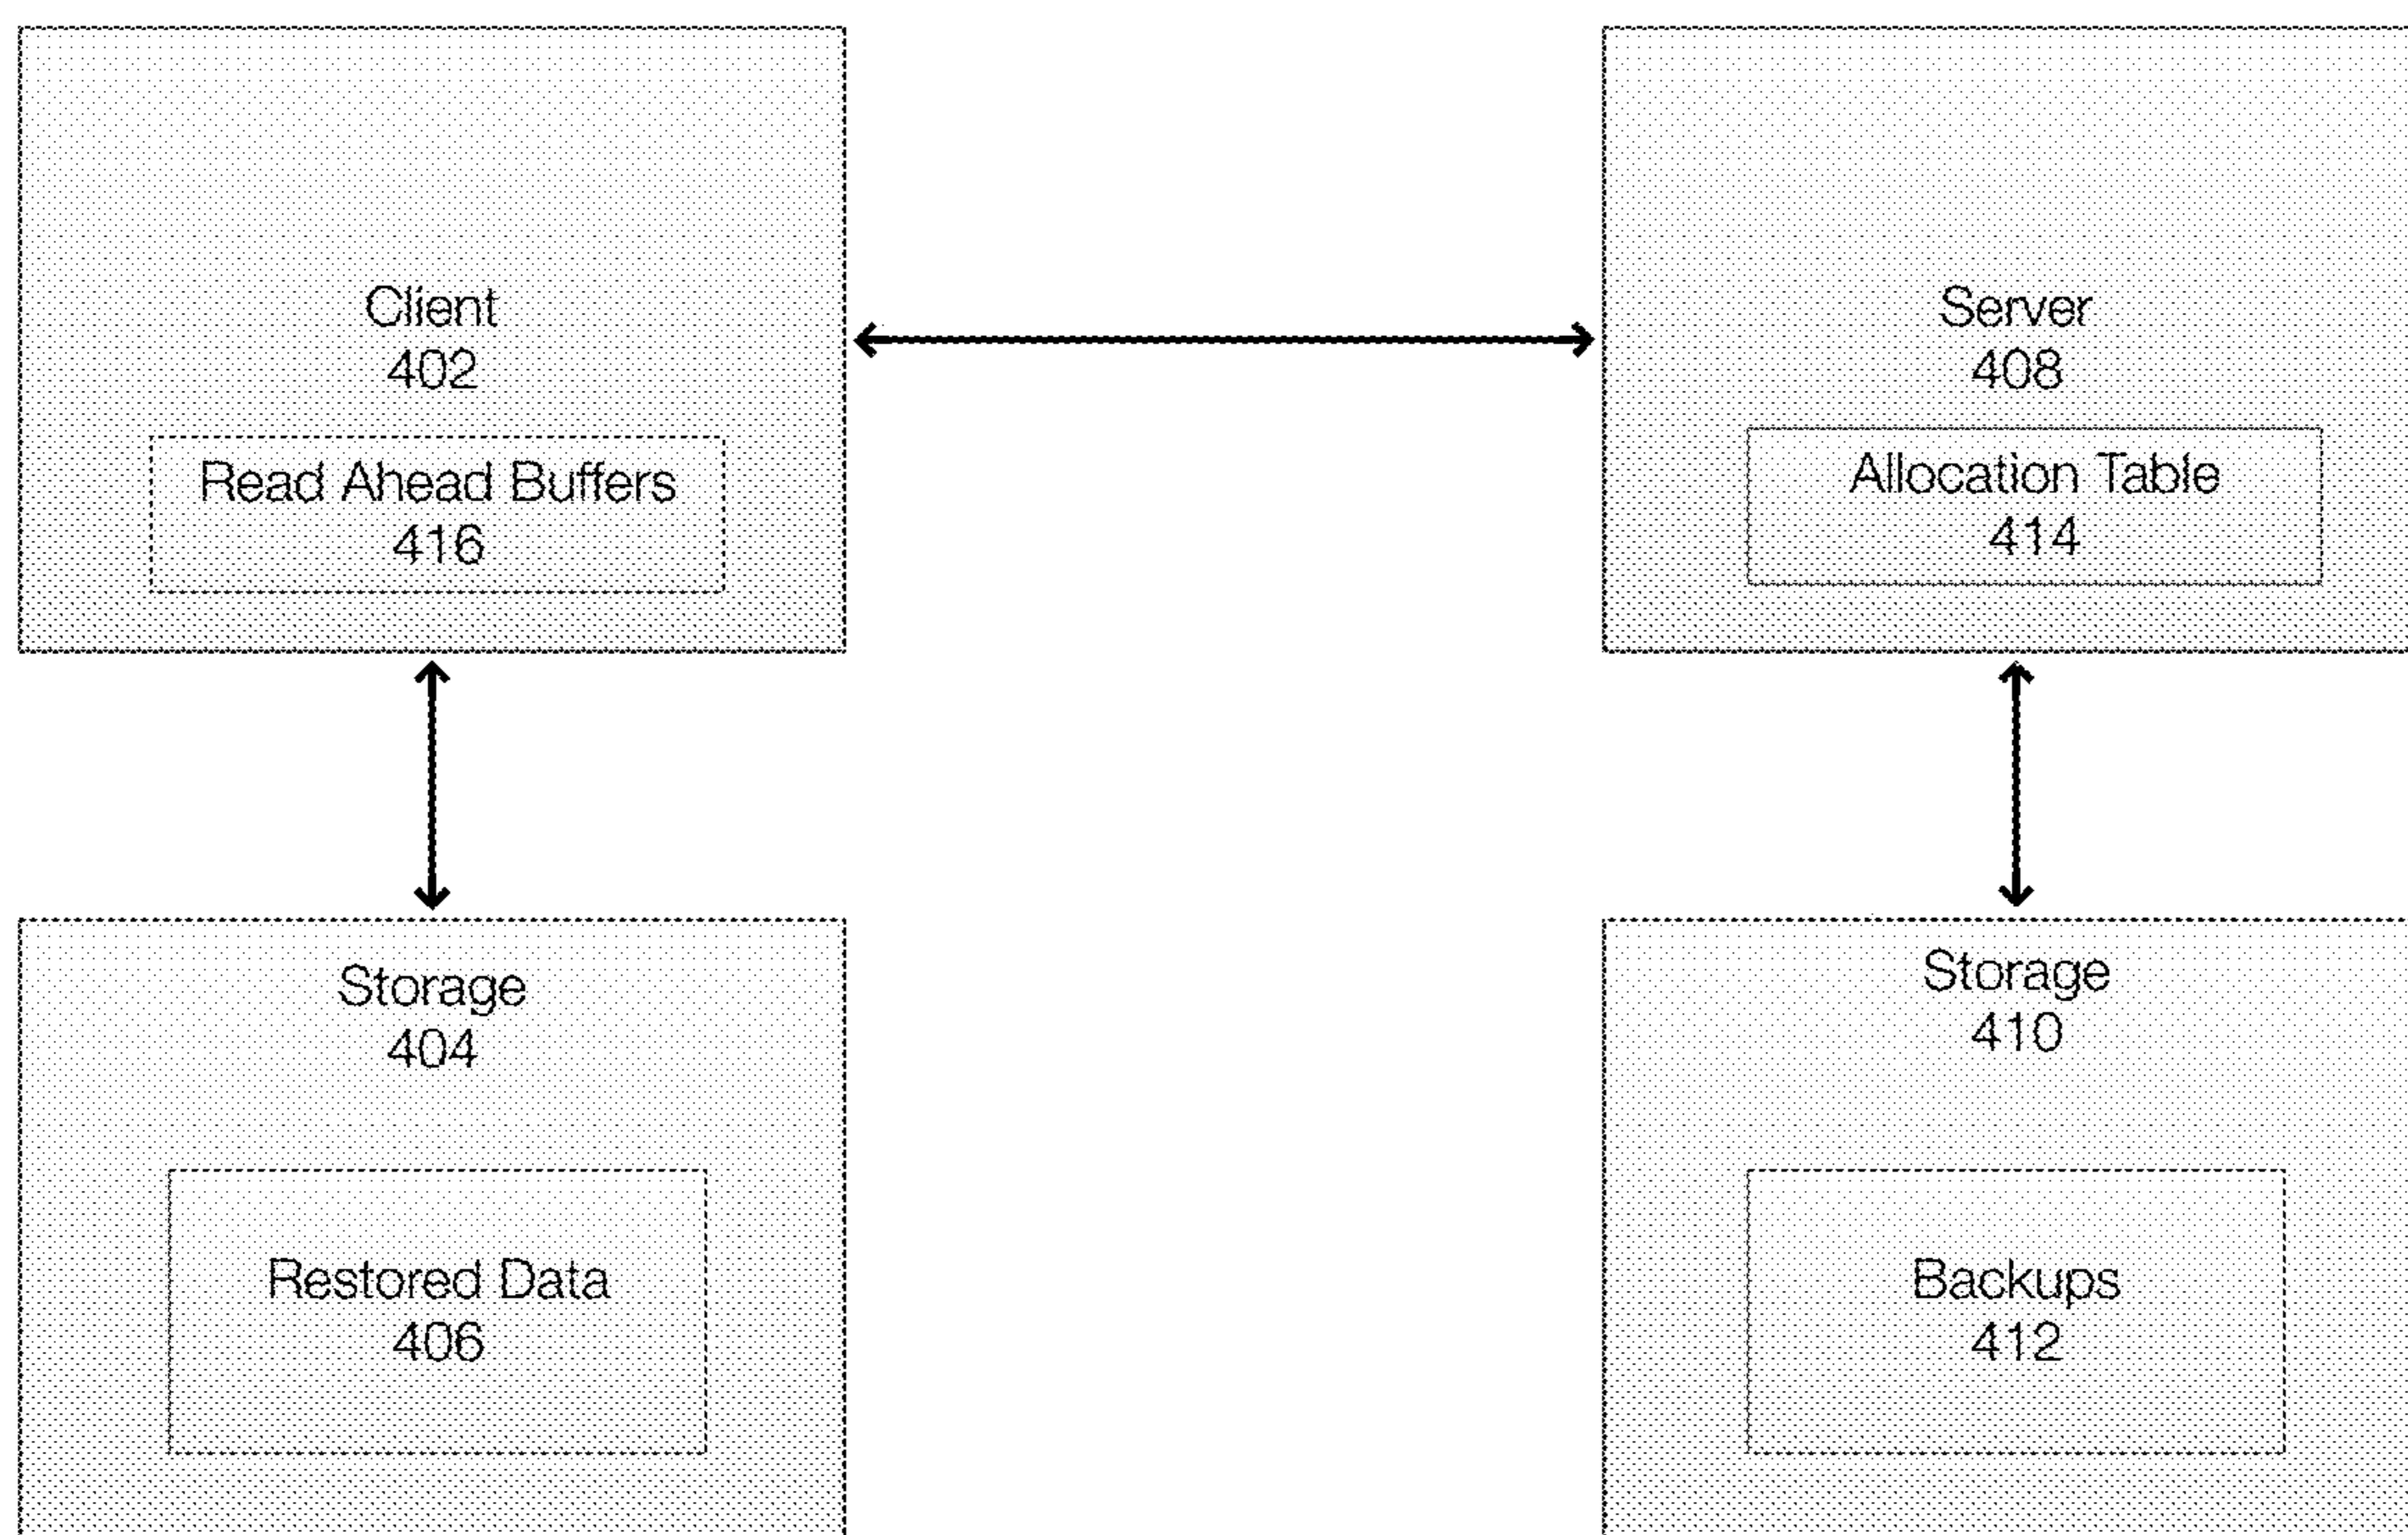 Client
402
Read Ahead Buffers
416
Server
408
Allocation Table
414
Storage
404
Restored Data
406
Storage
410
Backups
412